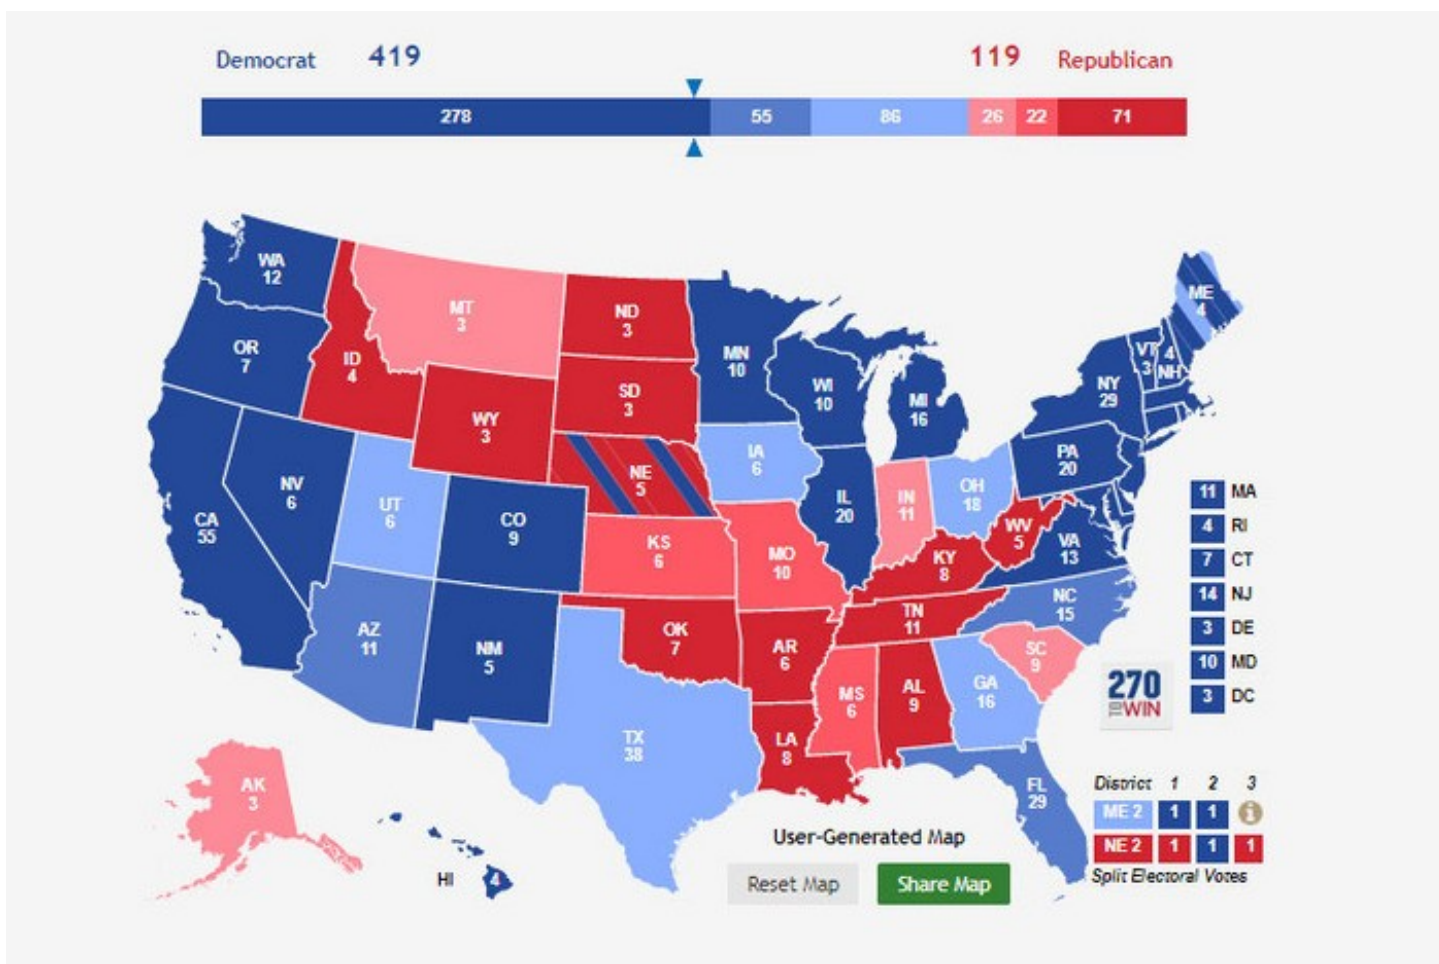 Democrat 419 119 Republican
278 55 86 26 22 71
WA
12
MT
3
ND
3
ME
4
OR
7
ID
4
MN
10
VT
3
4
NH
SD
3
WI
10
NY
29
MI
16
WY
3
IA
6
PA
20
NE
5
NV
6
UT
6
CO
9
IL
20
IN
11
OH
18
11 MA
CA
55
WV
5
4 RI
KS
6
MO
10
KY
8
VA
13
7 CT
AZ
11
NM
5
OK
7
AR
6
TN
11
NC
15
14 NJ
3 DE
SC
9
10 MD
MS
6
AL
9
GA
16
3 DC
270
TO WIN
TX
38
LA
8
AK
3
FL
29
District 1 2 3
ME 2 1 1 i
NE 2 1 1 1
Split Electoral Votes
HI 4
User-Generated Map
Reset Map Share Map